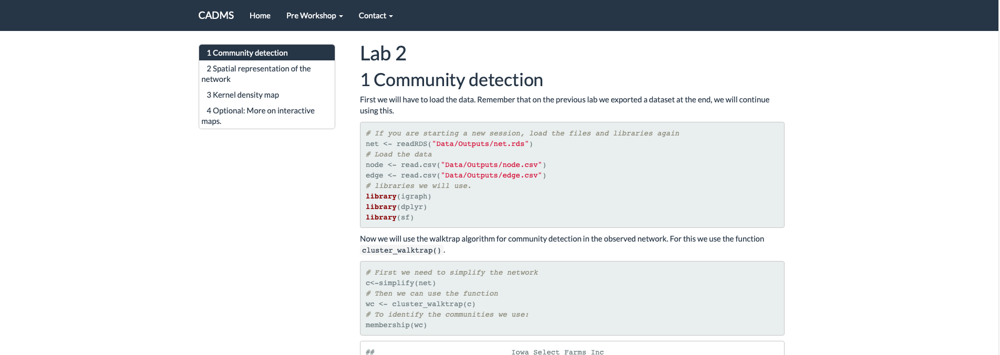 CADMS Home Pre Workshop Contact
1 Community detection
2 Spatial representation of the
network
3 Kernel density map
4 Optional: More on interactive
maps.
Lab 2
1 Community detection
First we will have to load the data. Remember that on the previous lab we exported a dataset at the end, we will continue
using this.
# If you are starting a new session, load the files and libraries again
net <- readRDS("Data/Outputs/net.rds")
# Load the data
node <- read.csv("Data/Outputs/node.csv")
edge <- read.csv("Data/Outputs/edge.csv")
# libraries we will use.
library(igraph)
library(dplyr)
library(sf)
Now we will use the walktrap algorithm for community detection in the observed network. For this we use the function
cluster_walktrap().
# First we need to simplify the network
c<-simplify(net)
# Then we can use the function
wc <- cluster_walktrap(c)
# To identify the communities we use:
membership(wc)
## Iowa Select Farms Inc